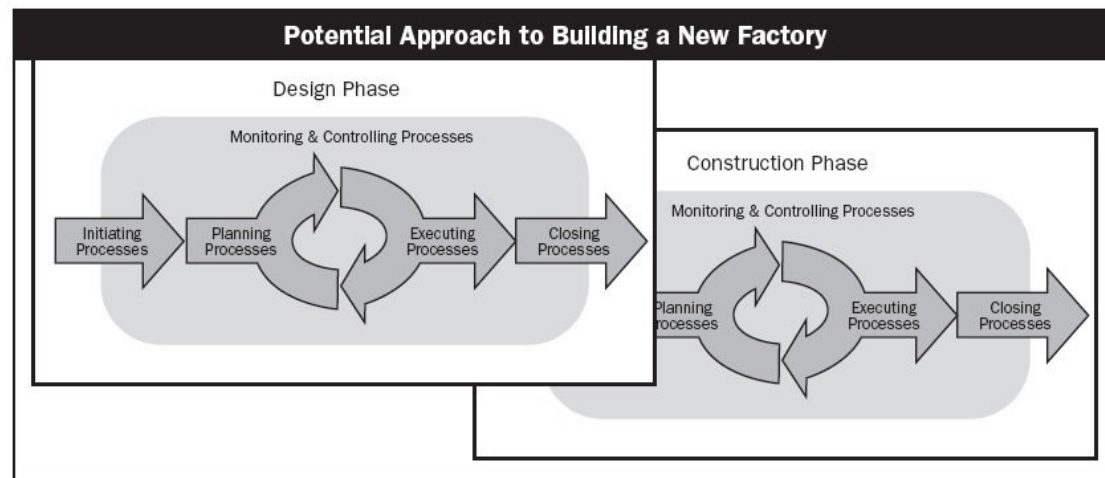 Potential Approach to Building a New Factory
Design Phase
Monitoring & Controlling Processes
Initiating
Processes
Planning
Processes
Executing
Processes
Closing
Processes
Construction Phase
Monitoring & Controlling Processes
Planning
rocesses
Executing
Processes
Closing
Processes